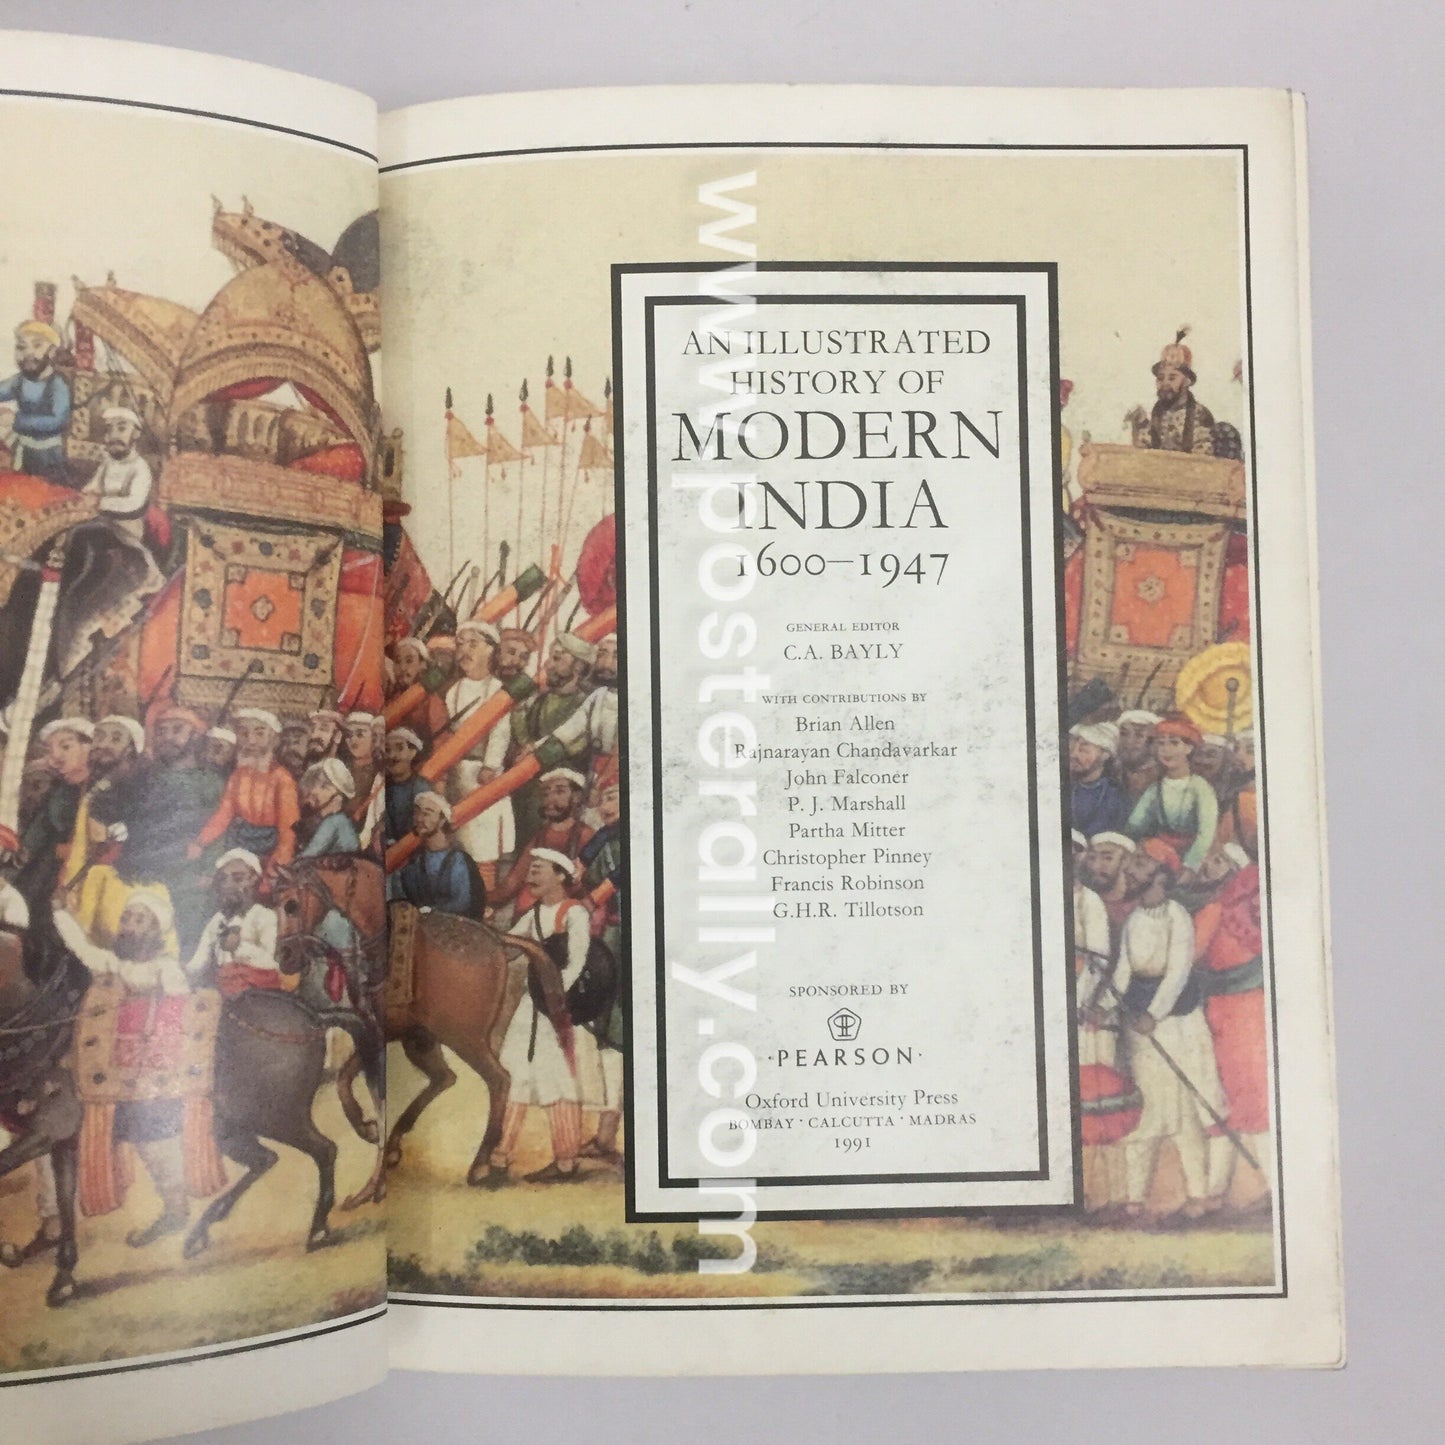 AN ILLUSTRATED
HISTORY OF
MODERN
INDIA
1600–1947
GENERAL EDITOR
C.A. BAYLY
WITH CONTRIBUTIONS BY
Brian Allen
Rajnarayan Chandavarkar
John Falconer
P. J. Marshall
Partha Mitter
Christopher Pinney
Francis Robinson
G.H.R. Tillotson
SPONSORED BY
·PEARSON·
Oxford University Press
BOMBAY · CALCUTTA · MADRAS
1991
www.posterally.com